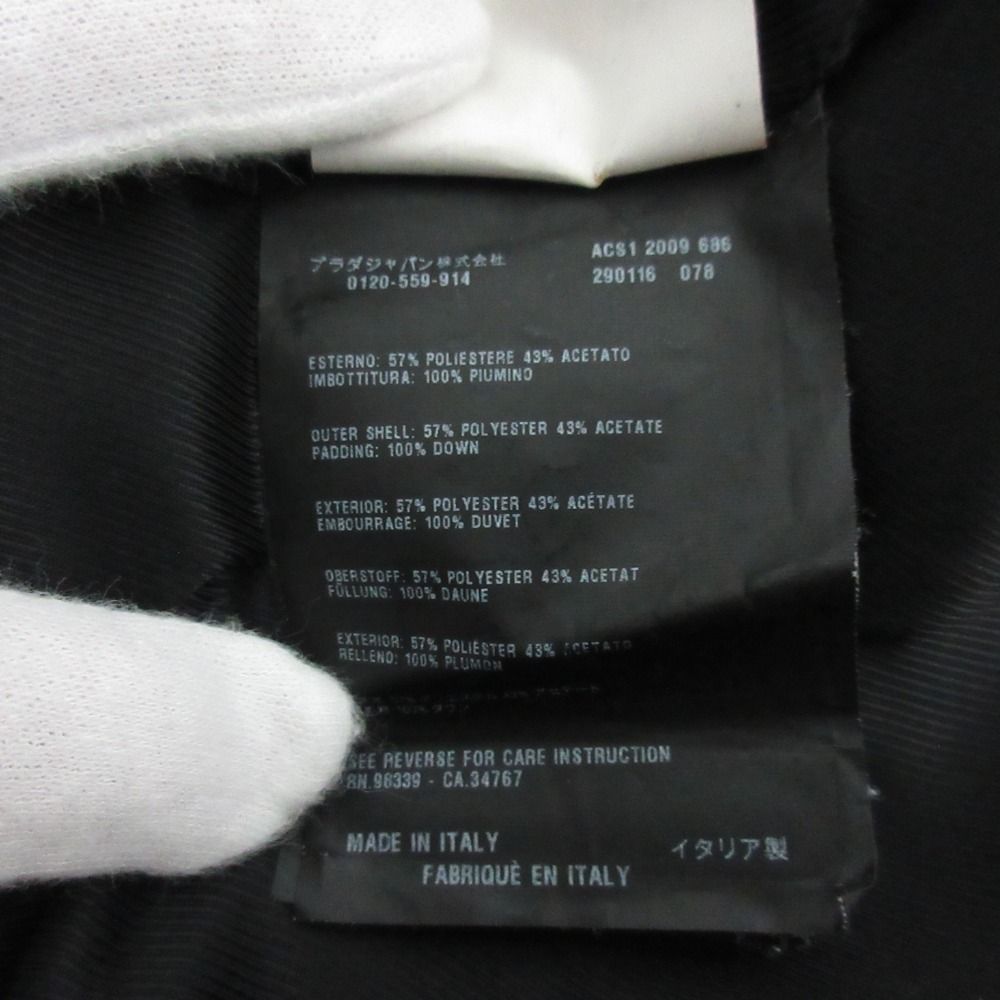 プラダジャパン株式会社
0120-559-914
ACS1 2009 686
290116 078
ESTERNO: 57% POLIESTERE 43% ACETATO
IMBOTTITURA: 100% PIUMINO
OUTER SHELL: 57% POLYESTER 43% ACETATE
PADDING: 100% DOWN
EXTERIOR: 57% POLYESTER 43% ACÉTATE
EMBOURRAGE: 100% DUVET
OBERSTOFF: 57% POLYESTER 43% ACETAT
FÜLLUNG: 100% DAUNE
EXTERIOR: 57% POLIÉSTER 43% ACETATO
RELLENO: 100% PLUMON
SEE REVERSE FOR CARE INSTRUCTION
RN.98339 - CA.34767
MADE IN ITALY
イタリア製
FABRIQUÈ EN ITALY